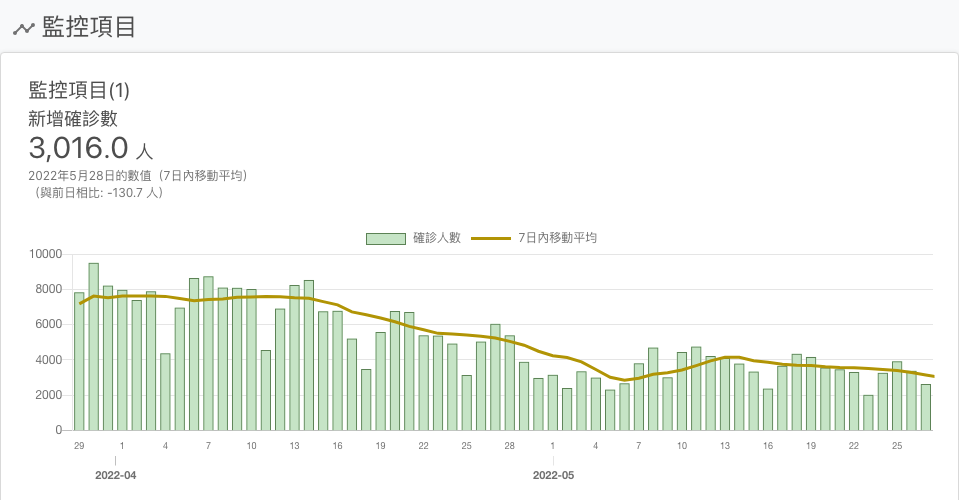 監控項目
監控項目(1)
新增確診數
3,016.0 人
2022年5月28日的數值（7日內移動平均）
（與前日相比: -130.7 人）
確診人數 7日內移動平均
10000
8000
6000
4000
2000
0
29 1 4 7 10 13 16 19 22 25 28 1 4 7 10 13 16 19 22 25
2022-04 2022-05